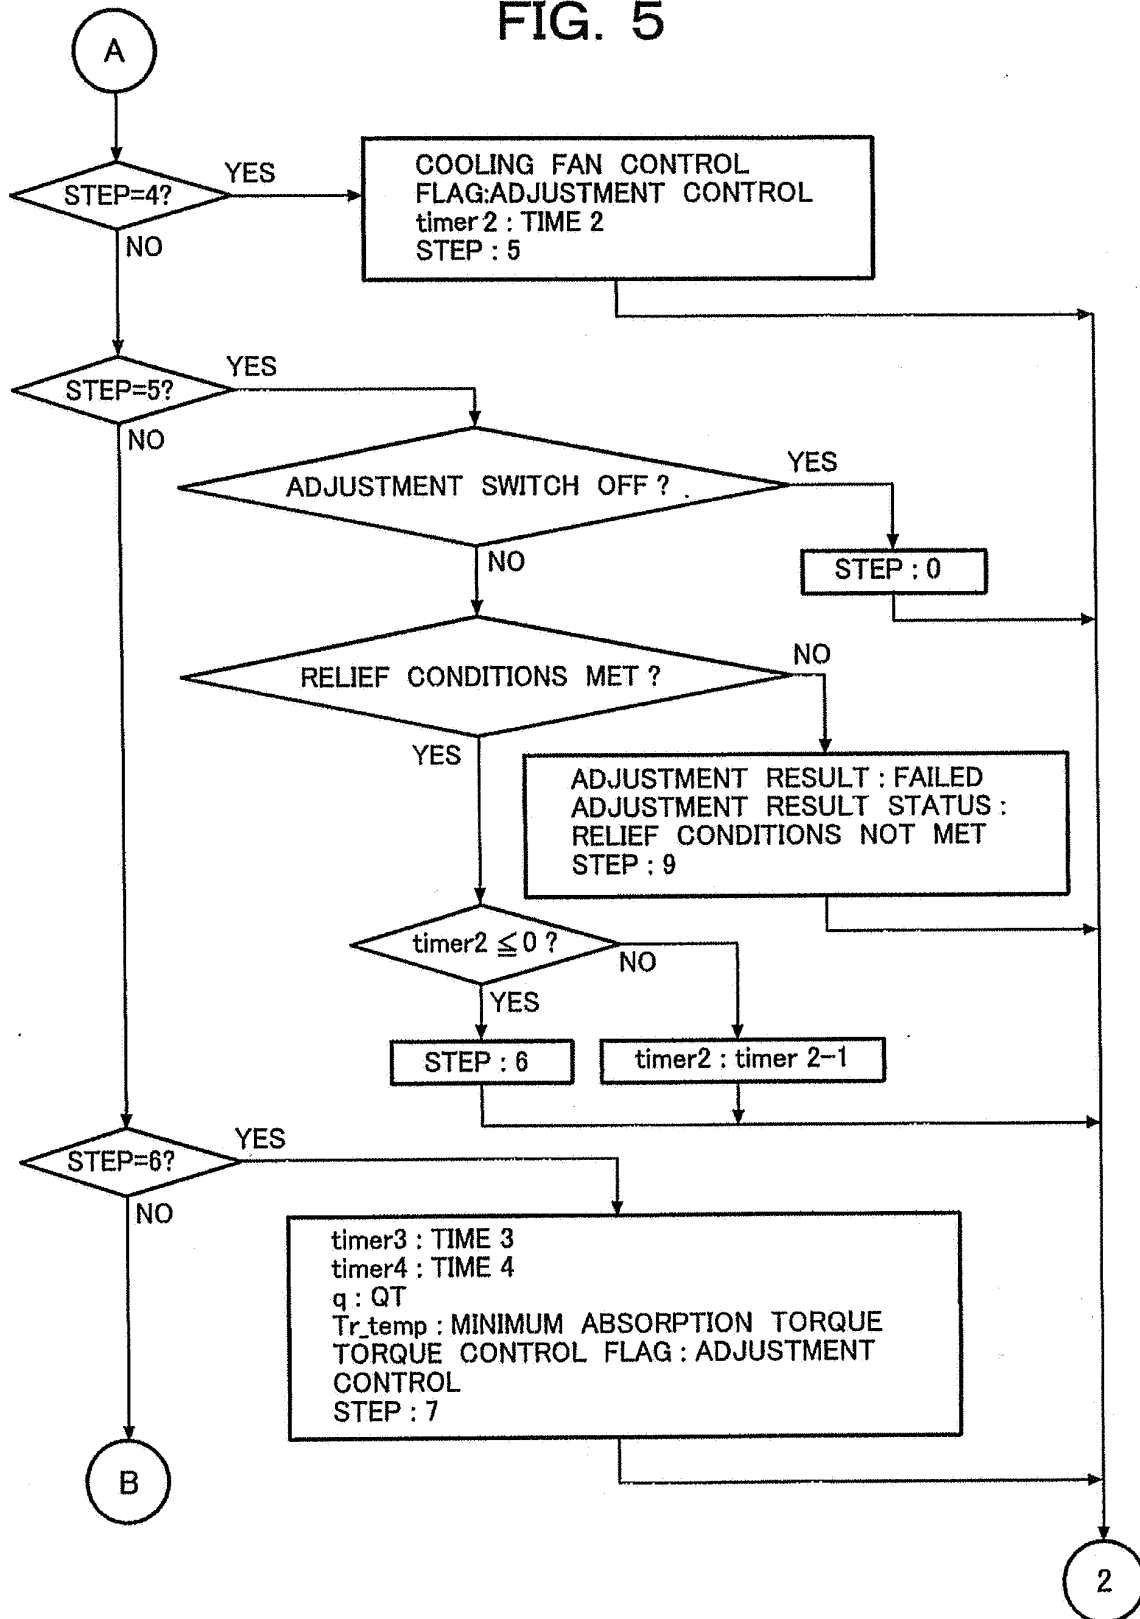 FIG. 5
A
STEP=4?
YES
NO
COOLING FAN CONTROL
FLAG:ADJUSTMENT CONTROL
timer 2 : TIME 2
STEP : 5
STEP=5?
YES
NO
ADJUSTMENT SWITCH OFF ?
YES
NO
STEP : 0
RELIEF CONDITIONS MET ?
NO
YES
ADJUSTMENT RESULT : FAILED
ADJUSTMENT RESULT STATUS :
RELIEF CONDITIONS NOT MET
STEP : 9
timer2 ≦ 0 ?
NO
YES
STEP : 6
timer2 : timer 2-1
STEP=6?
YES
NO
timer3 : TIME 3
timer4 : TIME 4
q : QT
Tr_temp : MINIMUM ABSORPTION TORQUE
TORQUE CONTROL FLAG : ADJUSTMENT
CONTROL
STEP : 7
B
2